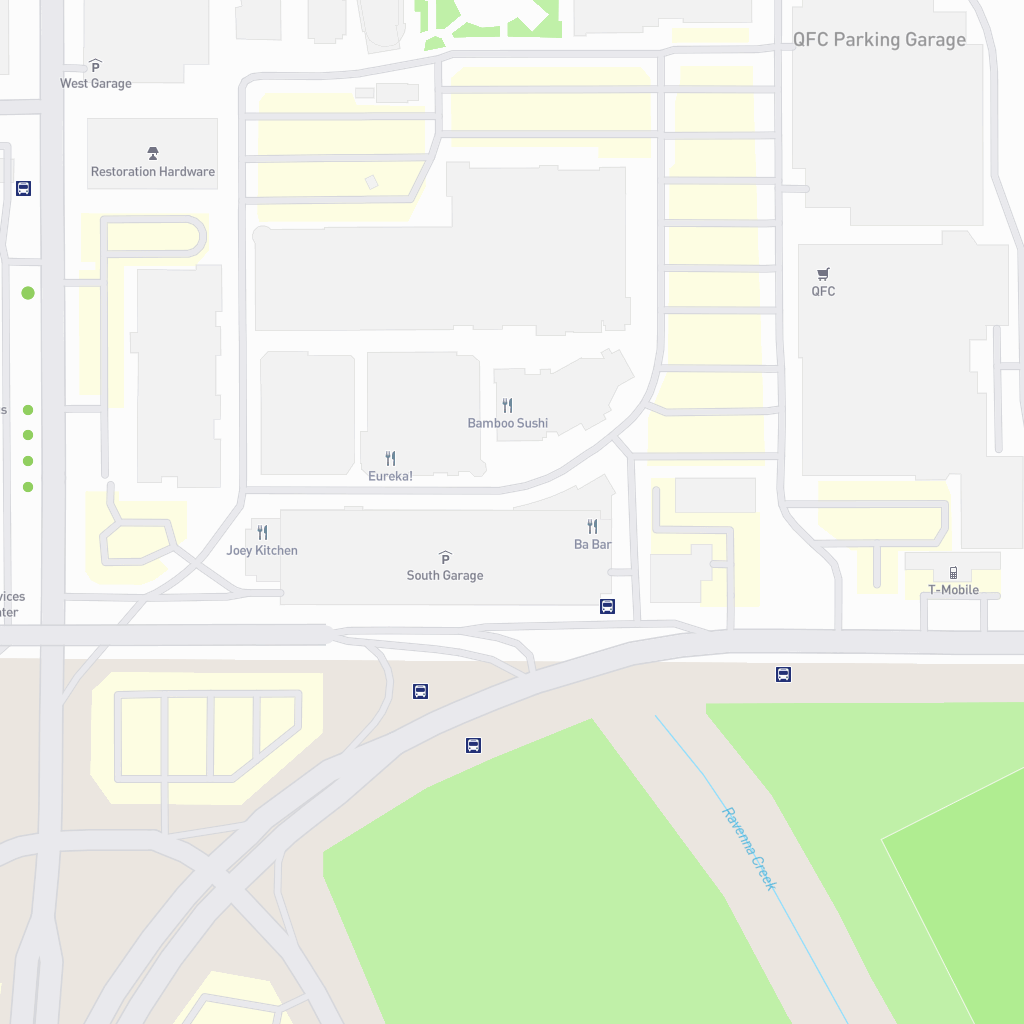 QFC Parking Garage
P
West Garage
Restoration Hardware
QFC
Bamboo Sushi
Eureka!
Joey Kitchen
Ba Bar
P
South Garage
T-Mobile
Ravenna Creek